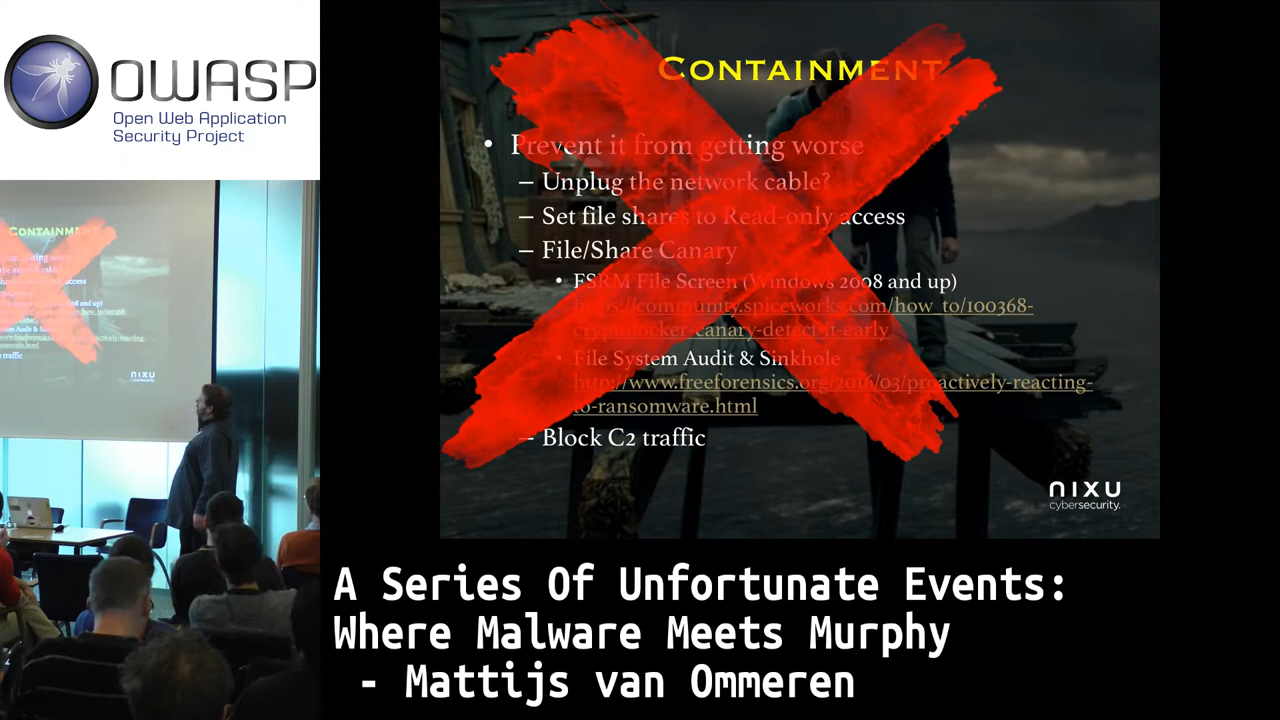 OWASP
Open Web Application
Security Project
CONTAINMENT
• Prevent it from getting worse
– Unplug the network cable?
– Set file shares to Read-only access
– File/Share Canary
• FSRM File Screen (Windows 2008 and up)
https://community.spiceworks.com/how_to/100368-
cryptolocker-canary-detect-it-early
• File System Audit & Sinkhole
http://www.freeforensics.org/2016/03/proactively-reacting-
to-ransomware.html
– Block C2 traffic
nixu
cybersecurity.
CONTAINMENT
nixu
A Series Of Unfortunate Events:
Where Malware Meets Murphy
- Mattijs van Ommeren